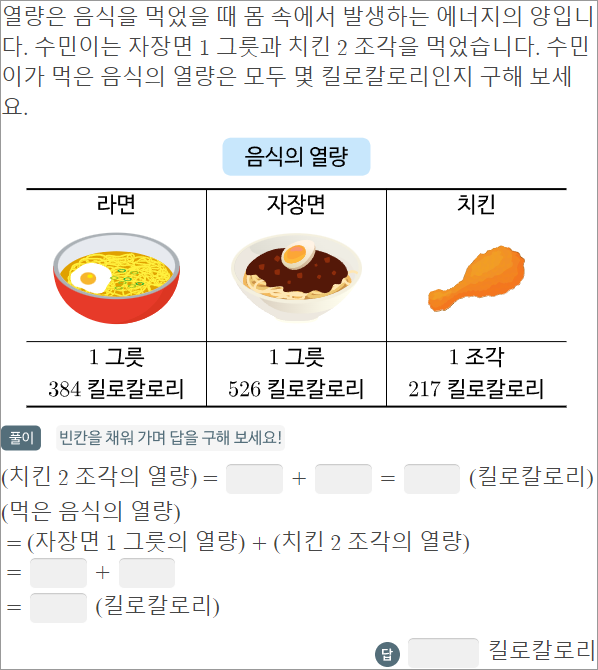 열량은 음식을 먹었을 때 몸 속에서 발생하는 에너지의 양입니
다. 수민이는 자장면 1 그릇과 치킨 2 조각을 먹었습니다. 수민
이가 먹은 음식의 열량은 모두 몇 킬로칼로리인지 구해 보세
요.
음식의 열량
라면 자장면 치킨
1 그릇 1 그릇 1 조각
384 킬로칼로리 526 킬로칼로리 217 킬로칼로리
풀이 빈칸을 채워 가며 답을 구해 보세요!
(치킨 2 조각의 열량) = + = (킬로칼로리)
(먹은 음식의 열량)
= (자장면 1 그릇의 열량) + (치킨 2 조각의 열량)
= +
= (킬로칼로리)
답 킬로칼로리